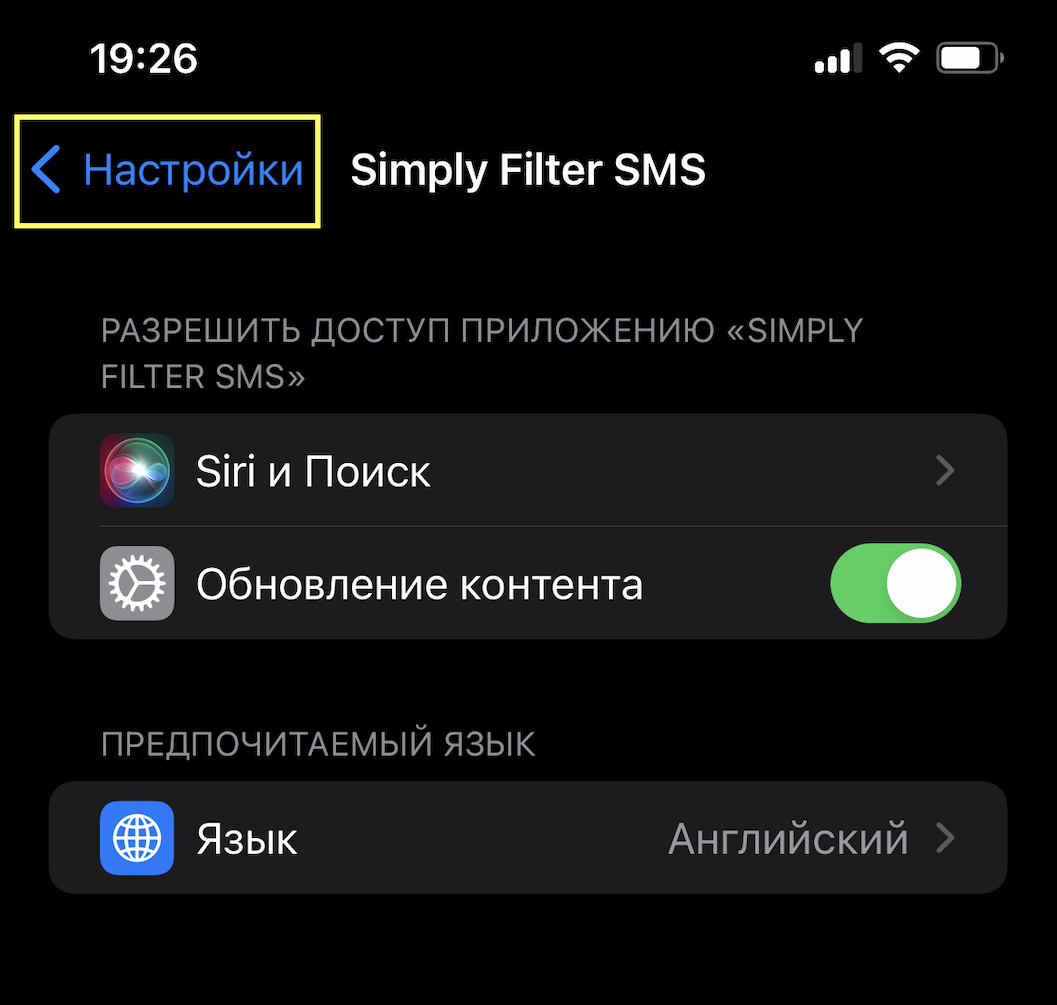 19:26
Настройки
Simply Filter SMS
РАЗРЕШИТЬ ДОСТУП ПРИЛОЖЕНИЮ «SIMPLY
FILTER SMS»
Siri и Поиск
Обновление контента
ПРЕДПОЧИТАЕМЫЙ ЯЗЫК
Язык
Английский